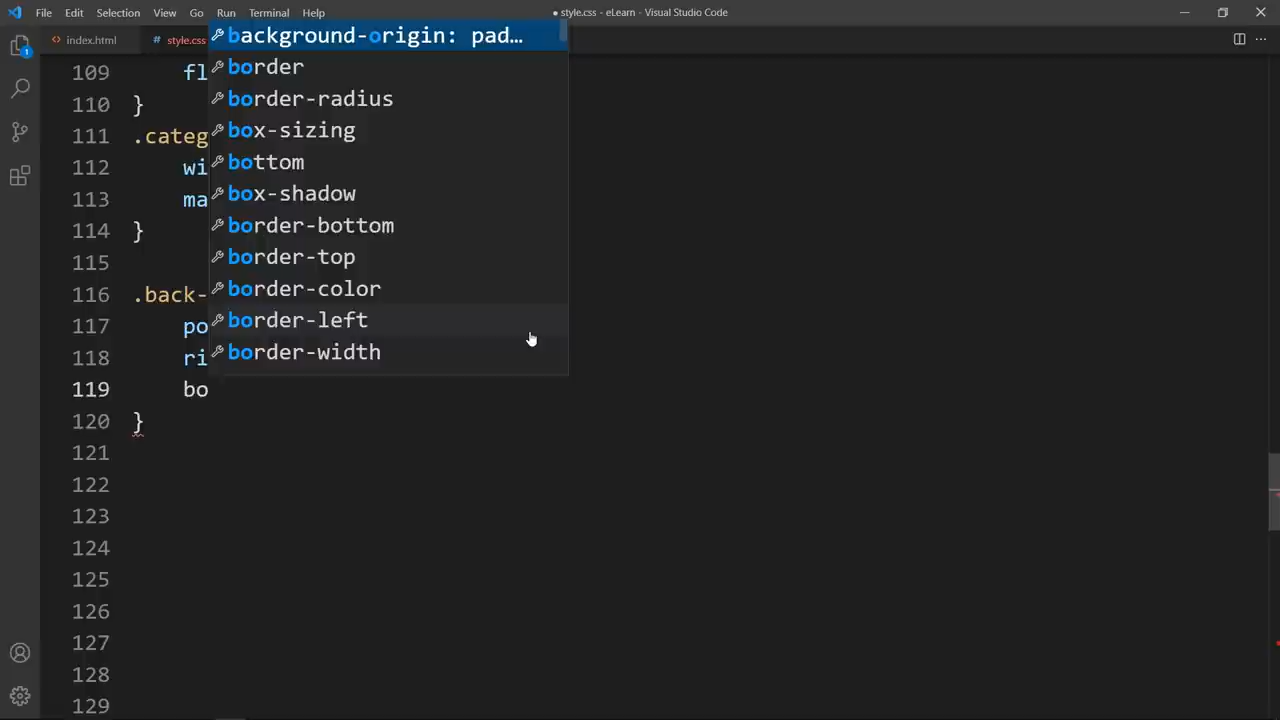 File Edit Selection View Go Run Terminal Help
● style.css - eLearn - Visual Studio Code
<> index.html
# style.css
1
109 fl
110 }
111 .categ
112 wi
113 ma
114 }
115
116 .back-
117 po
118 ri
119 bo
120 }
121
122
123
124
125
126
127
128
129
background-origin: pad…
border
border-radius
box-sizing
bottom
box-shadow
border-bottom
border-top
border-color
border-left
border-width